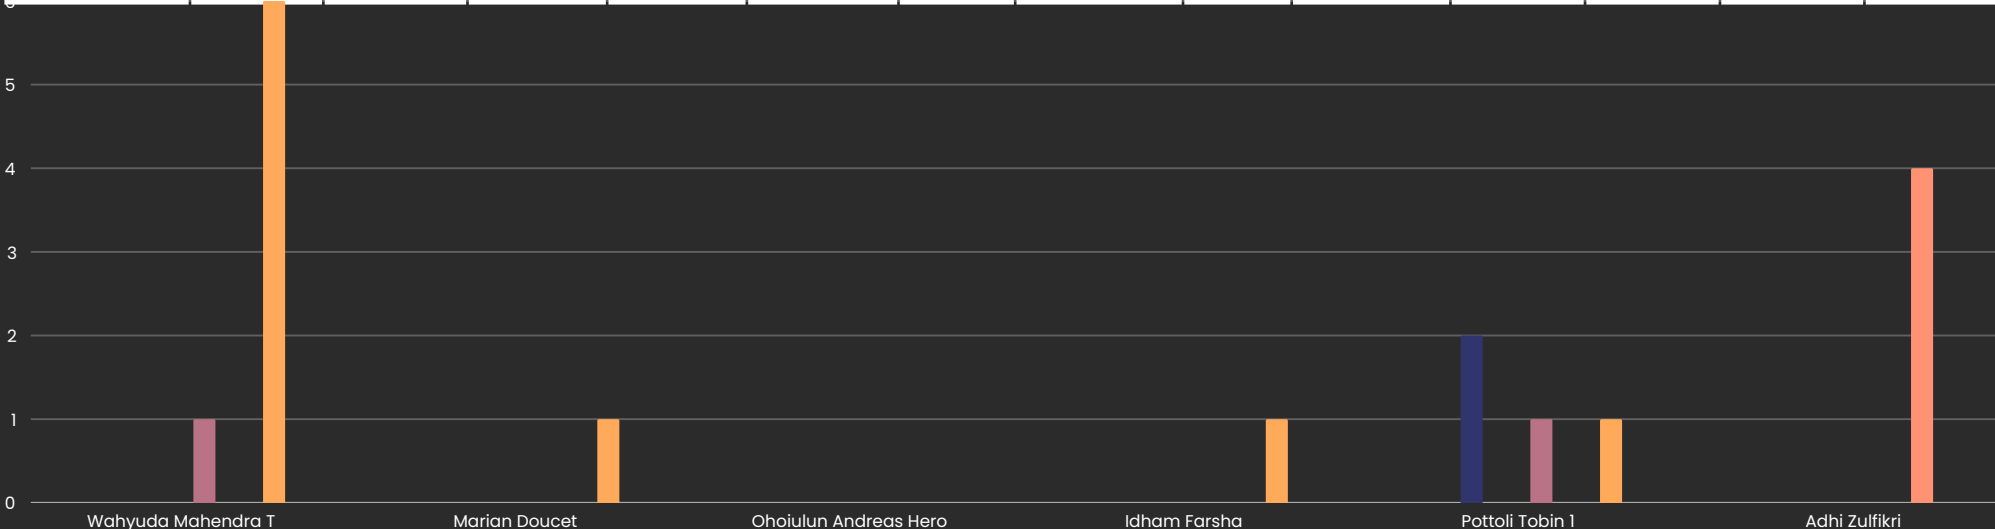 5
4
3
2
1
0
Wahyuda Mahendra T
Marian Doucet
Ohoiulun Andreas Hero
Idham Farsha
Pottoli Tobin 1
Adhi Zulfikri